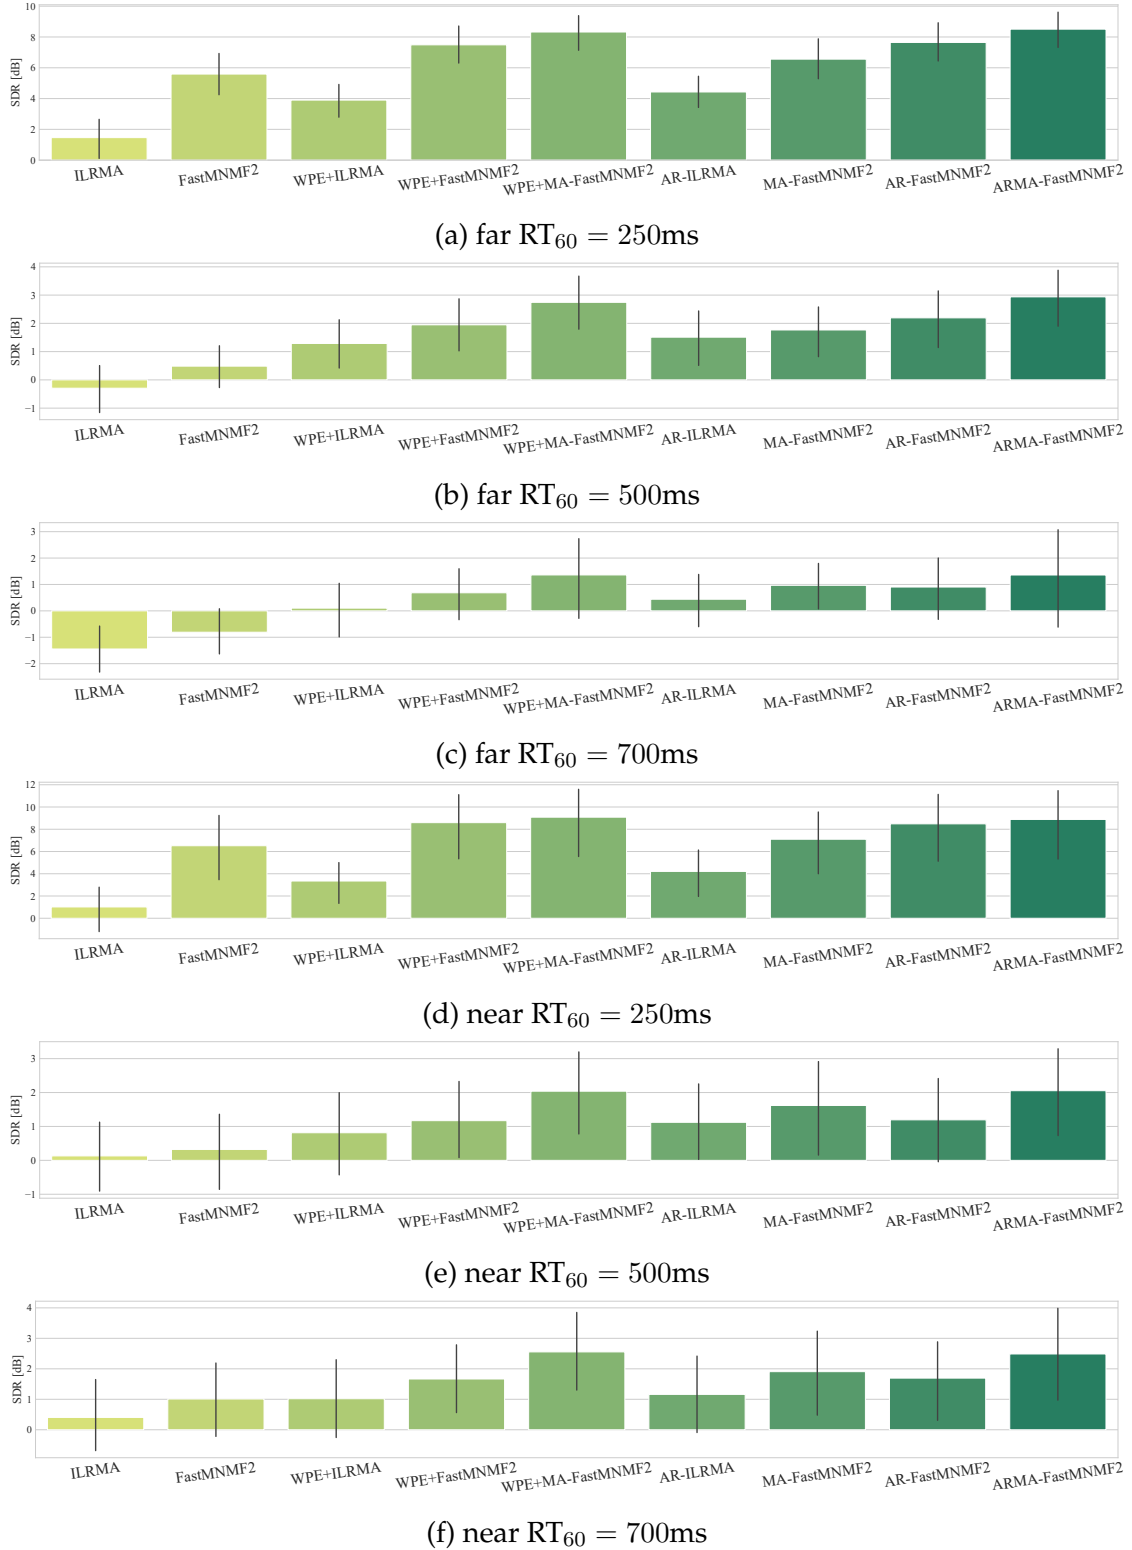 10
8
6
4
2
0
SDR [dB]
ILRMA
FastMNMF2
WPE+ILRMA
WPE+FastMNMF2
WPE+MA-FastMNMF2
AR-ILRMA
MA-FastMNMF2
AR-FastMNMF2
ARMA-FastMNMF2
(a) far RT60 = 250ms
4
3
2
1
0
−1
SDR [dB]
ILRMA
FastMNMF2
WPE+ILRMA
WPE+FastMNMF2
WPE+MA-FastMNMF2
AR-ILRMA
MA-FastMNMF2
AR-FastMNMF2
ARMA-FastMNMF2
(b) far RT60 = 500ms
3
2
1
0
−1
−2
SDR [dB]
ILRMA
FastMNMF2
WPE+ILRMA
WPE+FastMNMF2
WPE+MA-FastMNMF2
AR-ILRMA
MA-FastMNMF2
AR-FastMNMF2
ARMA-FastMNMF2
(c) far RT60 = 700ms
12
10
8
6
4
2
0
SDR [dB]
ILRMA
FastMNMF2
WPE+ILRMA
WPE+FastMNMF2
WPE+MA-FastMNMF2
AR-ILRMA
MA-FastMNMF2
AR-FastMNMF2
ARMA-FastMNMF2
(d) near RT60 = 250ms
3
2
1
0
−1
SDR [dB]
ILRMA
FastMNMF2
WPE+ILRMA
WPE+FastMNMF2
WPE+MA-FastMNMF2
AR-ILRMA
MA-FastMNMF2
AR-FastMNMF2
ARMA-FastMNMF2
(e) near RT60 = 500ms
4
3
2
1
0
SDR [dB]
ILRMA
FastMNMF2
WPE+ILRMA
WPE+FastMNMF2
WPE+MA-FastMNMF2
AR-ILRMA
MA-FastMNMF2
AR-FastMNMF2
ARMA-FastMNMF2
(f) near RT60 = 700ms